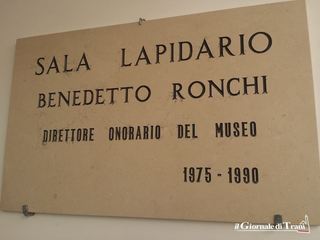 SALA LAPIDARIO
BENEDETTO RONCHI
DIRETTORE ONORARIO DEL MUSEO
1975 - 1990
il Giornale di Trani